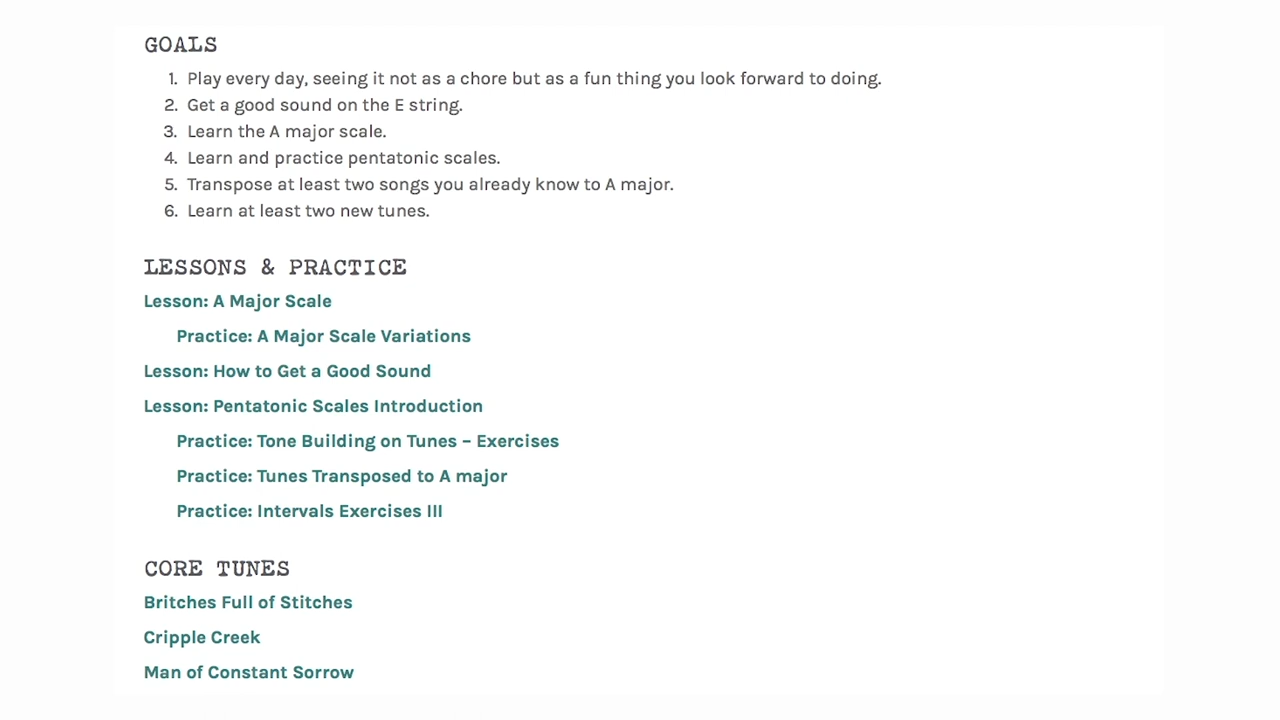 GOALS
1. Play every day, seeing it not as a chore but as a fun thing you look forward to doing.
2. Get a good sound on the E string.
3. Learn the A major scale.
4. Learn and practice pentatonic scales.
5. Transpose at least two songs you already know to A major.
6. Learn at least two new tunes.
LESSONS & PRACTICE
Lesson: A Major Scale
Practice: A Major Scale Variations
Lesson: How to Get a Good Sound
Lesson: Pentatonic Scales Introduction
Practice: Tone Building on Tunes – Exercises
Practice: Tunes Transposed to A major
Practice: Intervals Exercises III
CORE TUNES
Britches Full of Stitches
Cripple Creek
Man of Constant Sorrow